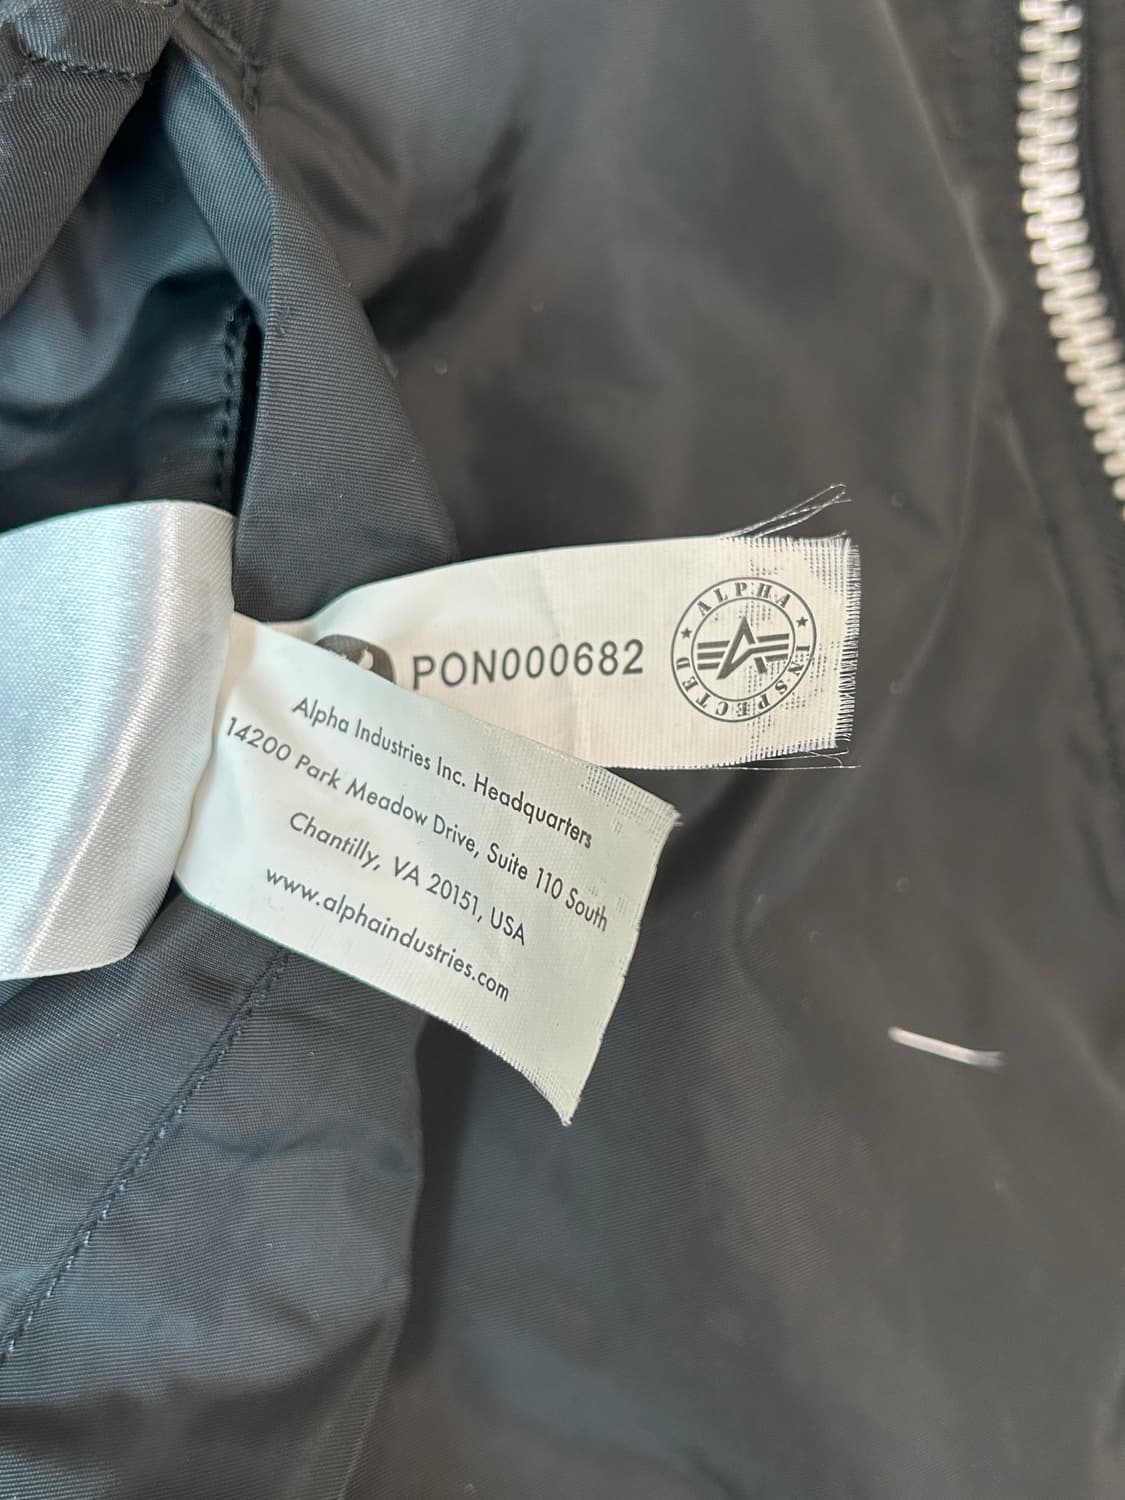 PON000682
ALPHA
INSPECTED
Alpha Industries Inc. Headquarters
14200 Park Meadow Drive, Suite 110 South
Chantilly, VA 20151, USA
www.alphaindustries.com